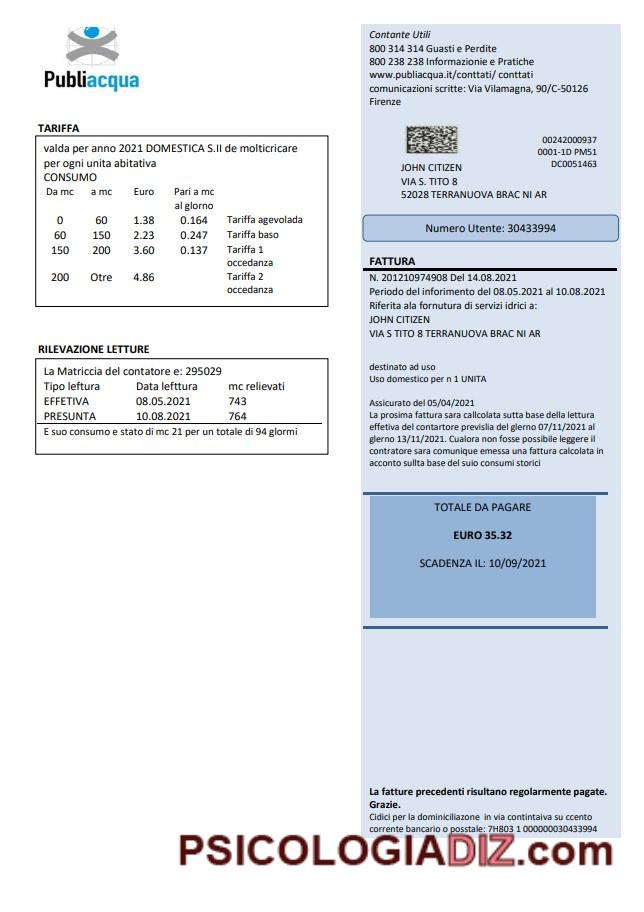 Publiacqua
Contante Utili
800 314 314 Guasti e Perdite
800 238 238 Informazionie e Pratiche
www.publiacqua.it/conttati/ conttati
comunicazioni scritte: Via Vilamagna, 90/C-50126
Firenze
00242000937
0001-1D PM51
DC0051463
JOHN CITIZEN
VIA S. TITO 8
52028 TERRANUOVA BRAC NI AR
Numero Utente: 30433994
TARIFFA
valda per anno 2021 DOMESTICA S.II de molticricare
per ogni unita abitativa
CONSUMO
Da mc a mc Euro Pari a mc
al glorno
0 60 1.38 0.164 Tariffa agevolada
60 150 2.23 0.247 Tariffa baso
150 200 3.60 0.137 Tariffa 1
occedanza
200 Otre 4.86 Tariffa 2
occedanza
RILEVAZIONE LETTURE
La Matriccia del contatore e: 295029
Tipo leftura Data lefttura mc relievati
EFFETIVA 08.05.2021 743
PRESUNTA 10.08.2021 764
E suo consumo e stato di mc 21 per un totale di 94 glormi
FATTURA
N. 201210974908 Del 14.08.2021
Periodo del inforimento del 08.05.2021 al 10.08.2021
Riferita ala fornutura di servizi idrici a:
JOHN CITIZEN
VIA S TITO 8 TERRANUOVA BRAC NI AR
destinato ad uso
Uso domestico per n 1 UNITA
Assicurato del 05/04/2021
La prosima fattura sara callcolata sutta base della lettura
effetiva del contartore previslia del glerno 07/11/2021 al
glerno 13/11/2021. Cualora non fosse possibile leggere il
contratore sara comunique emessa una fattura calcolata in
acconto sullta base del suio consumi storici
TOTALE DA PAGARE
EURO 35.32
SCADENZA IL: 10/09/2021
La fatture precedenti risultano regolarmente pagate.
Grazie.
Cidici per la dominiciliazone in via contintaiva su ccento
corrente bancario o posstale: 7H803 1 000000030433994
PSICOLOGIADIZ.com